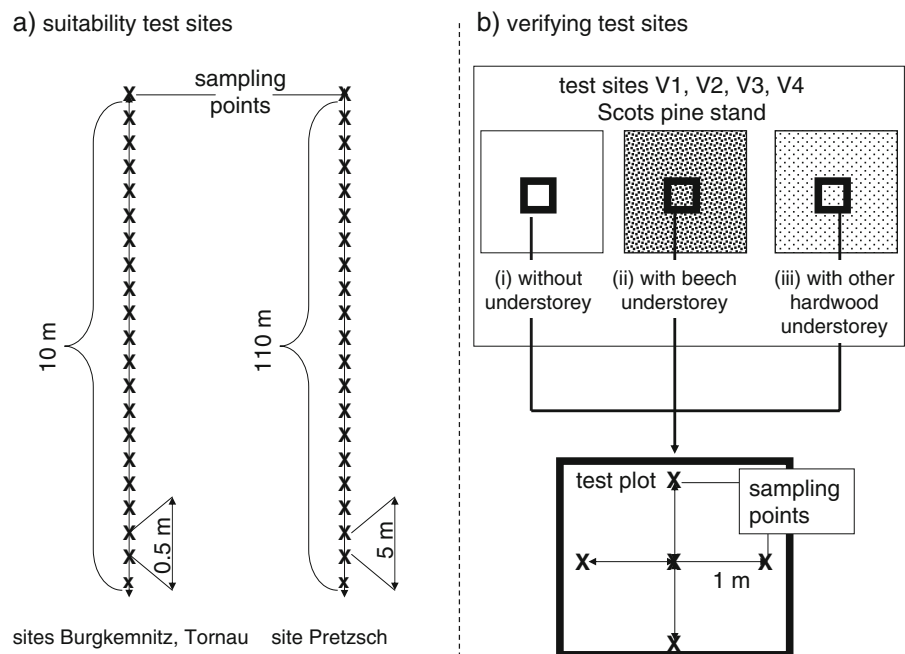 a) suitability test sites
sampling
points
10 m
110 m
0.5 m
5 m
sites Burgkemnitz, Tornau
site Pretzsch
b) verifying test sites
test sites V1, V2, V3, V4
Scots pine stand
(i) without
understorey
(ii) with beech
understorey
(iii) with other
hardwood
understorey
test plot
sampling
points
1 m